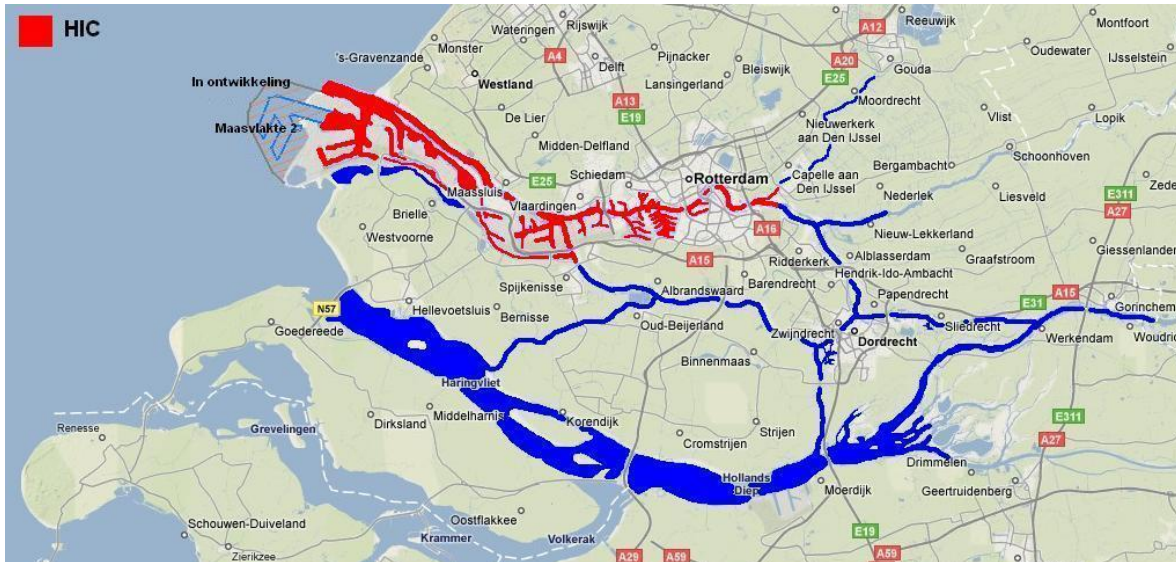 HIC
Wateringen
Rijswijk
A12
Reeuwijk
Montfoort
Monster
A4
Pijnacker
A20
Oudewater
IJsselstein
's-Gravenzande
Delft
Bleiswijk
E25
Gouda
Westland
Lansingerland
In ontwikkeling
A13
Moordrecht
De Lier
E19
Nieuwerkerk
aan Den IJssel
Vlist
Lopik
Maasvlakte 2
Midden-Delfland
Schoonhoven
Bergambacht
Maassluis
E25
Schiedam
Rotterdam
Capelle aan
Den IJssel
Nederlek
Liesveld
Zede
E311
Brielle
Vlaardingen
A27
Westvoorne
A16
Nieuw-Lekkerland
A15
Ridderkerk
Alblasserdam
Graafstroom
Giessenlanden
Spijkenisse
Albrandswaard
Barendrecht
Hendrik-Ido-Ambacht
N57
Hellevoetsluis
Bernisse
Papendrecht
E31
A15
Gorinchem
Goedereede
Oud-Beijerland
Zwijndrecht
Sliedrecht
Dordrecht
Werkendam
Woudric
Binnenmaas
Haringvliet
Middelharnis
Korendijk
Dirksland
Strijen
E311
Renesse
Grevelingen
Cromstrijen
A27
Drimmelen
Hollands
Diep
Moerdijk
Geertruidenberg
Oostflakkee
Schouwen-Duiveland
Krammer
Volkerak
E19
Zierikzee
A29
A59
A59